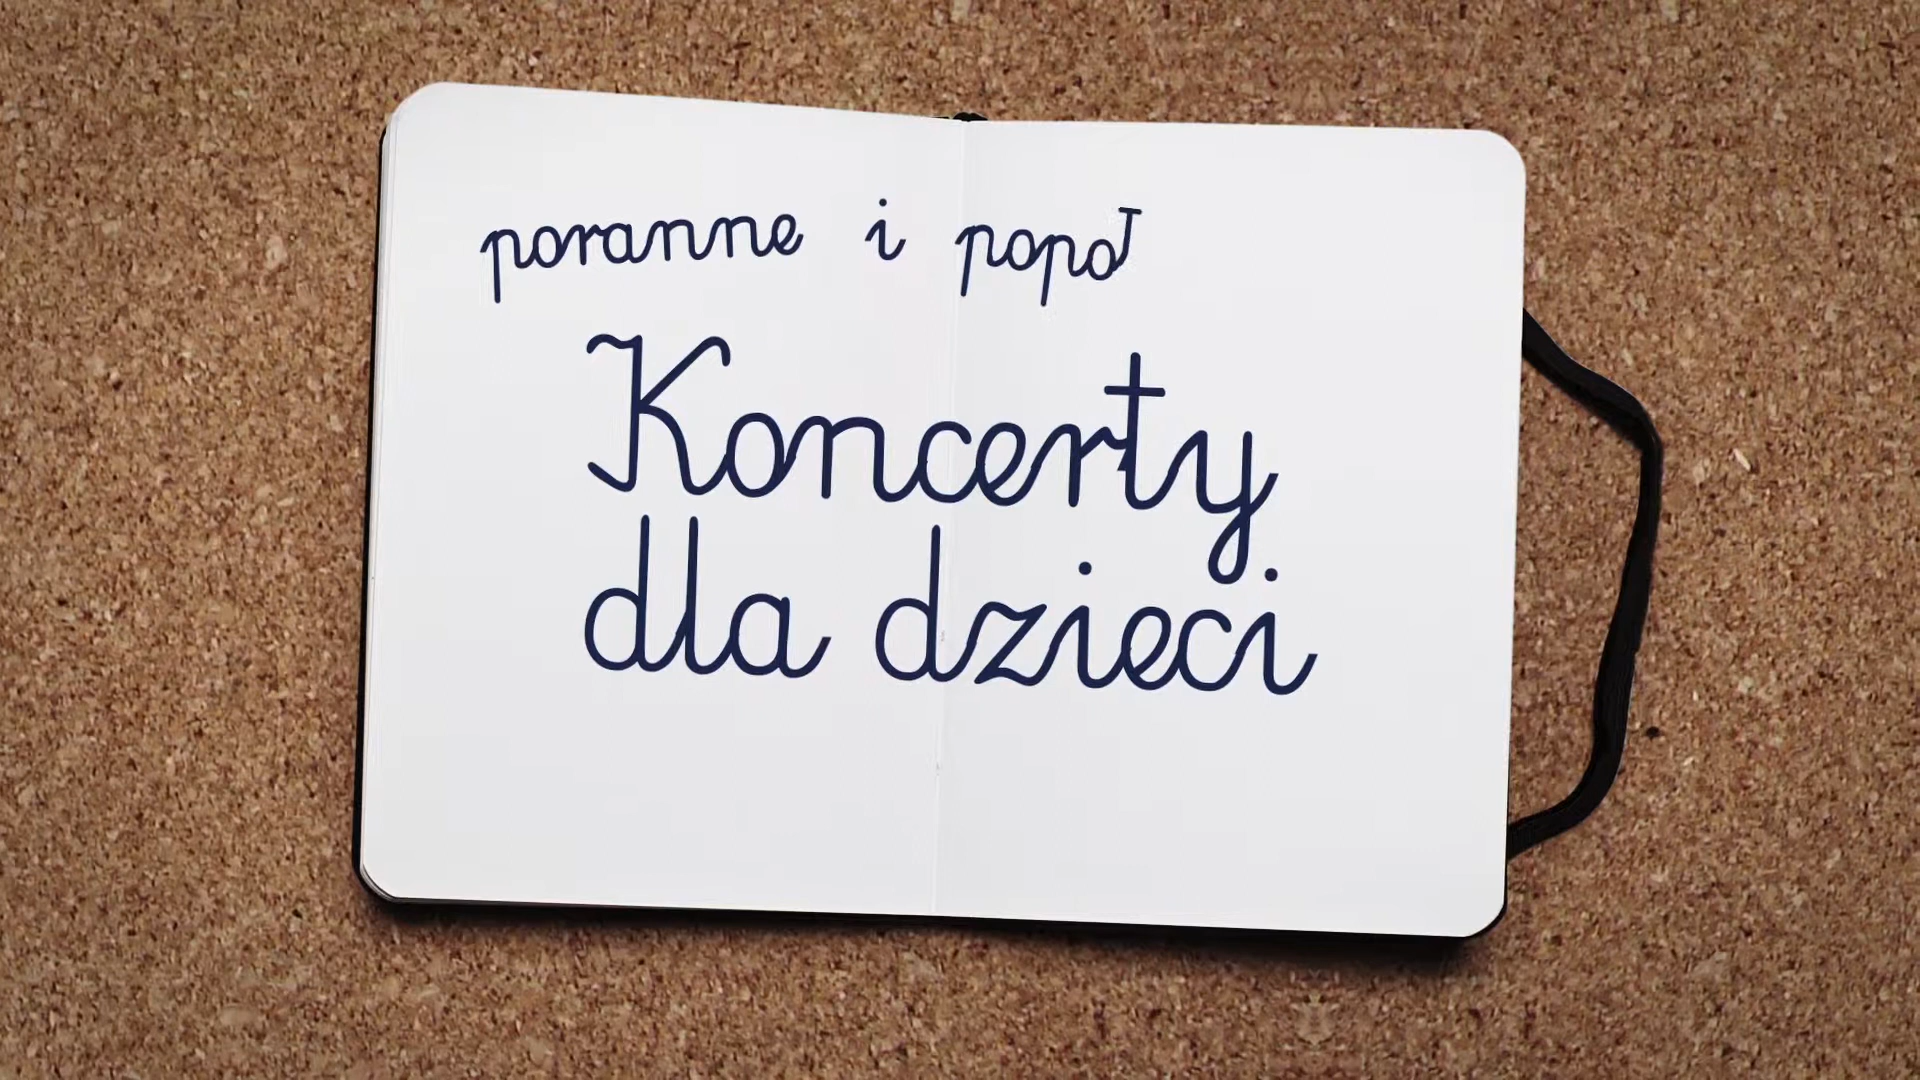 poranne i popo
Koncerty
dla dzieci